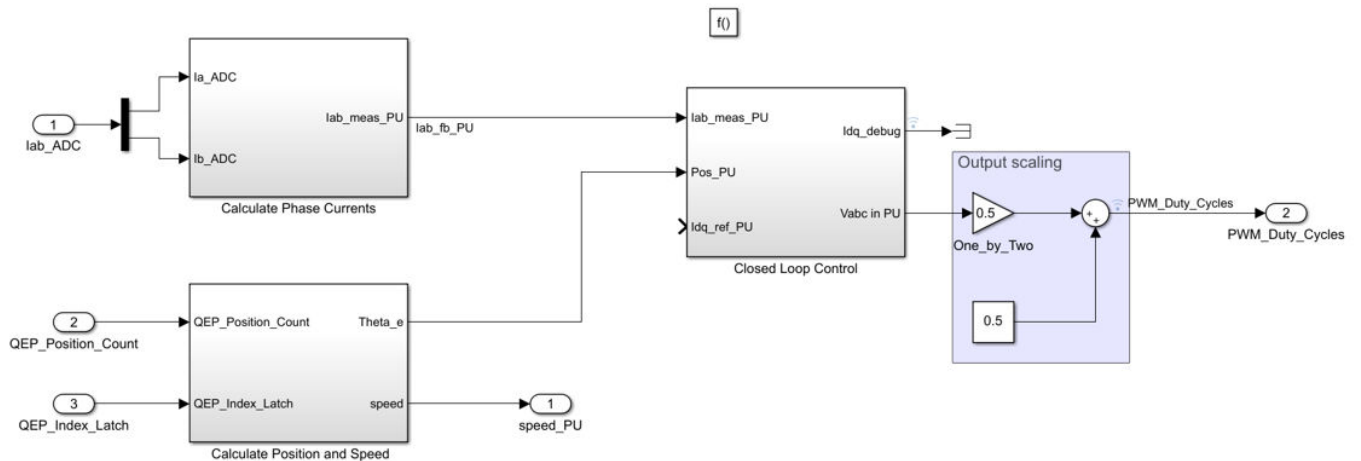 f()
Ia_ADC
Iab_meas_PU
Ib_ADC
Calculate Phase Currents
1
Iab_ADC
Iab_fb_PU
Iab_meas_PU
Idq_debug
Pos_PU
Vabc in PU
Idq_ref_PU
Closed Loop Control
Output scaling
0.5
One_by_Two
+
+
0.5
PWM_Duty_Cycles
2
PWM_Duty_Cycles
2
QEP_Position_Count
3
QEP_Index_Latch
QEP_Position_Count
Theta_e
QEP_Index_Latch
speed
Calculate Position and Speed
1
speed_PU